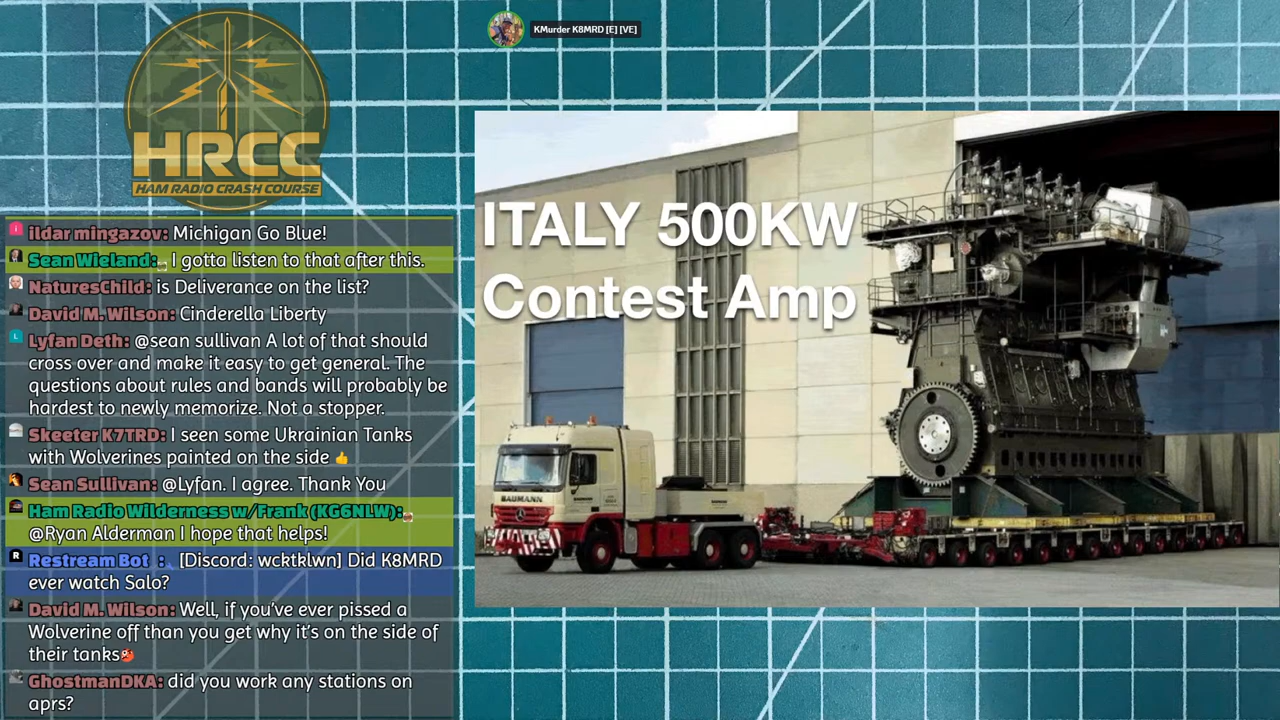 KMurder K8MRD [E] [VE]
HRCC
HAM RADIO CRASH COURSE
ildar mingazov: Michigan Go Blue!
Sean Wieland: I gotta listen to that after this.
NaturesChild: is Deliverance on the list?
David M. Wilson: Cinderella Liberty
Lyfan Deth: @sean sullivan A lot of that should
cross over and make it easy to get general. The
questions about rules and bands will probably be
hardest to newly memorize. Not a stopper.
Skeeter K7TRD: I seen some Ukrainian Tanks
with Wolverines painted on the side 👍
Sean Sullivan: @Lyfan. I agree. Thank You
Ham Radio Wilderness w/Frank (KG6NLW):
@Ryan Alderman I hope that helps!
R
Restream Bot : [Discord: wcktklwn] Did K8MRD
ever watch Salo?
David M. Wilson: Well, if you've ever pissed a
Wolverine off than you get why it's on the side of
their tanks
GhostmanDKA: did you work any stations on
aprs?
ITALY 500KW
Contest Amp
BAUMANN